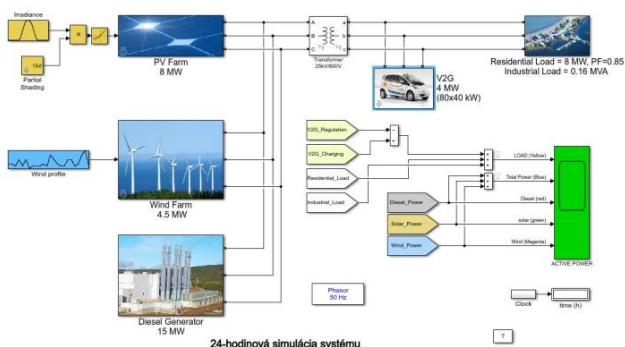 Irradiance
×
Out
Partial
Shading
PV Farm
8 MW
A
B
C
a
b
c
Transformer
25kV/600V
Residential Load = 8 MW, PF=0.85
Industrial Load = 0.16 MVA
V2G
4 MW
(80x40 kW)
Wind profile
Wind Farm
4.5 MW
V2G_Regulation
V2G_Charging
Residential_Load
Industrial_Load
Diesel_Power
Solar_Power
Wind_Power
LOAD (Yellow)
Total Power (Blue)
Diesel (red)
solar (green)
Wind (Magenta)
ACTIVE POWER
Diesel Generator
15 MW
Phasor
50 Hz
Clock
time (h)
?
24-hodinová simulácia systému